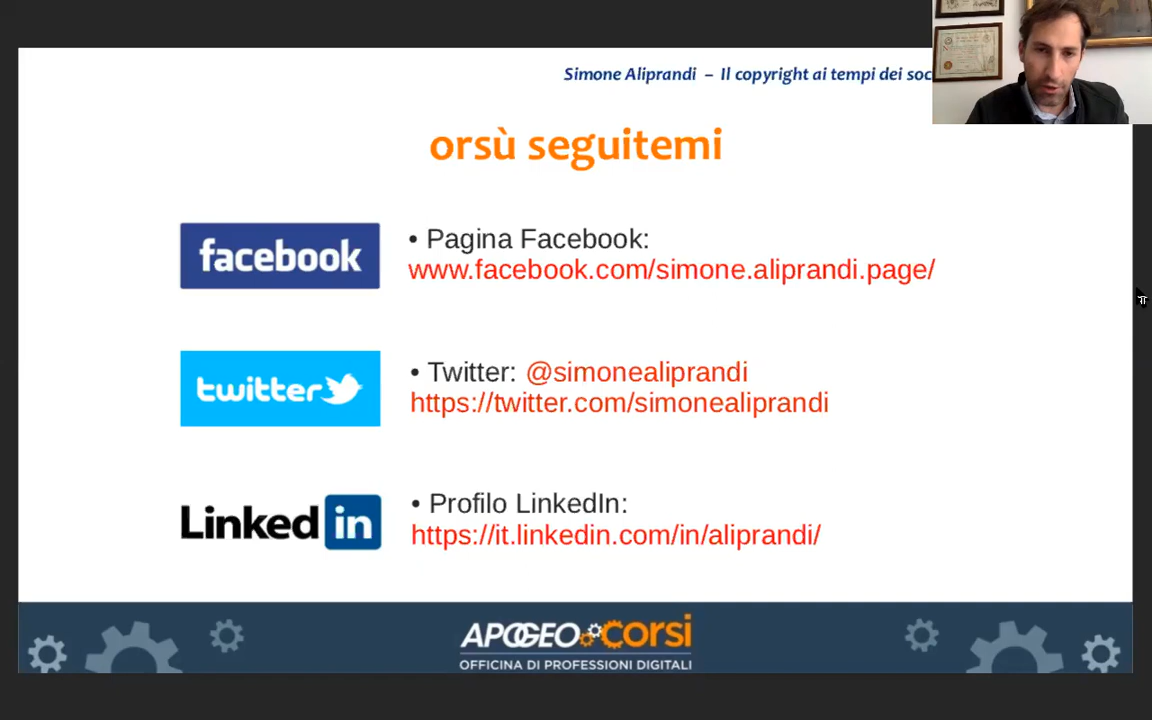 Simone Aliprandi – Il copyright ai tempi dei
orsù seguitemi
facebook
• Pagina Facebook:
www.facebook.com/simone.aliprandi.page/
twitter
• Twitter: @simonealiprandi
https://twitter.com/simonealiprandi
Linked in
• Profilo LinkedIn:
https://it.linkedin.com/in/aliprandi/
APOGEO CORSI
OFFICINA DI PROFESSIONI DIGITALI